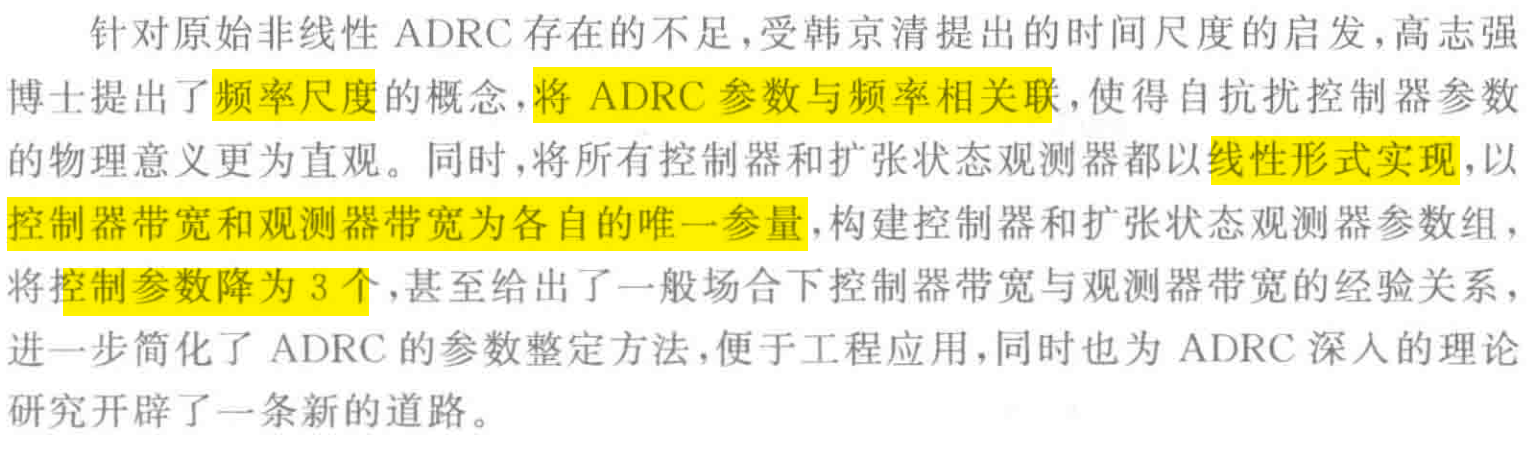 针对原始非线性 ADRC 存在的不足,受韩京清提出的时间尺度的启发,高志强
博士提出了频率尺度的概念,将 ADRC 参数与频率相关联,使得自抗扰控制器参数
的物理意义更为直观。同时,将所有控制器和扩张状态观测器都以线性形式实现,以
控制器带宽和观测器带宽为各自的唯一参量,构建控制器和扩张状态观测器参数组,
将控制参数降为 3 个,甚至给出了一般场合下控制器带宽与观测器带宽的经验关系,
进一步简化了 ADRC 的参数整定方法,便于工程应用,同时也为 ADRC 深入的理论
研究开辟了一条新的道路。